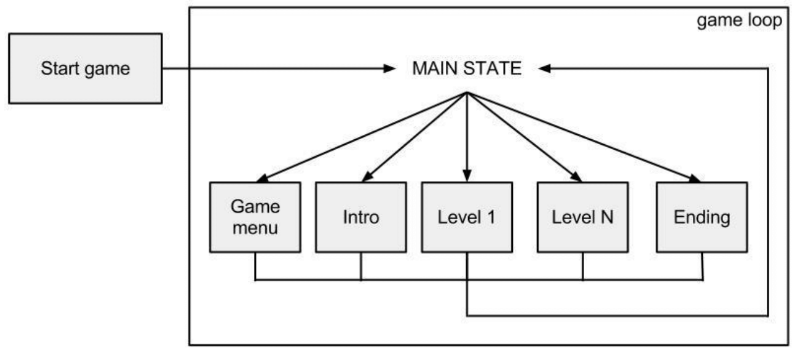 game loop
Start game
MAIN STATE
Game
menu
Intro
Level 1
Level N
Ending